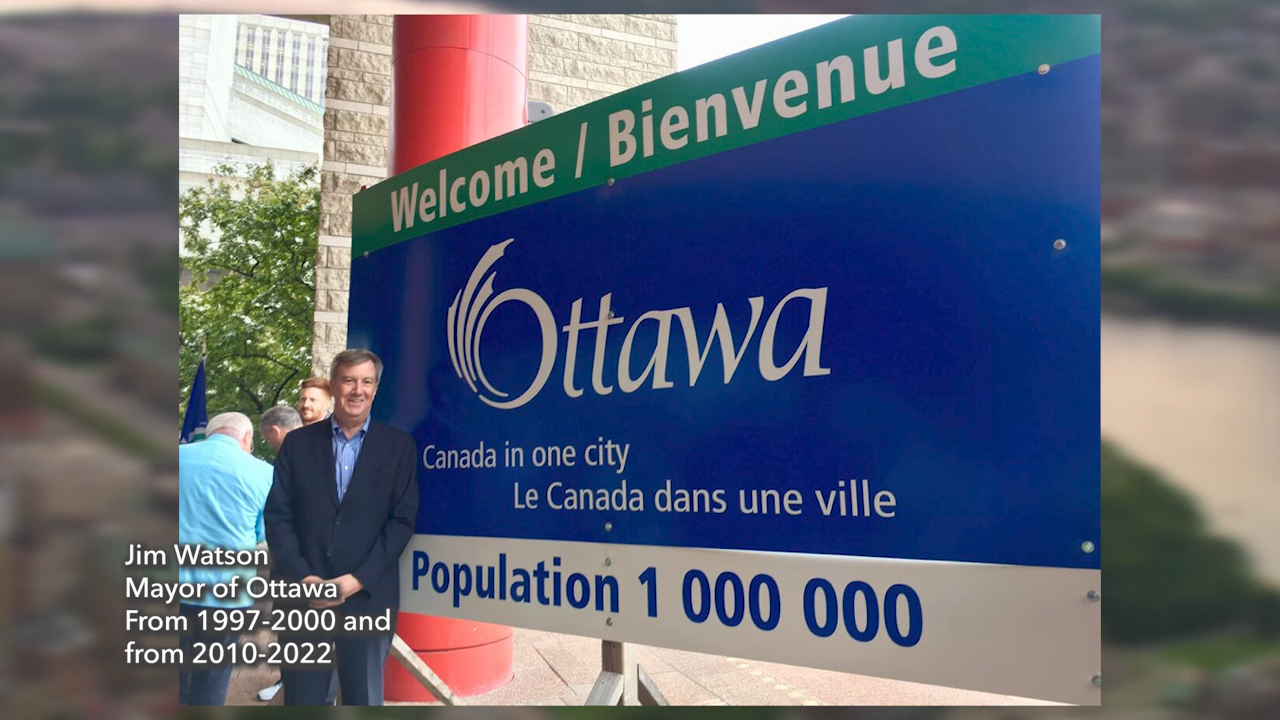 Welcome / Bienvenue
Ottawa
Canada in one city
Le Canada dans une ville
Population 1 000 000
Jim Watson
Mayor of Ottawa
From 1997-2000 and
from 2010-2022